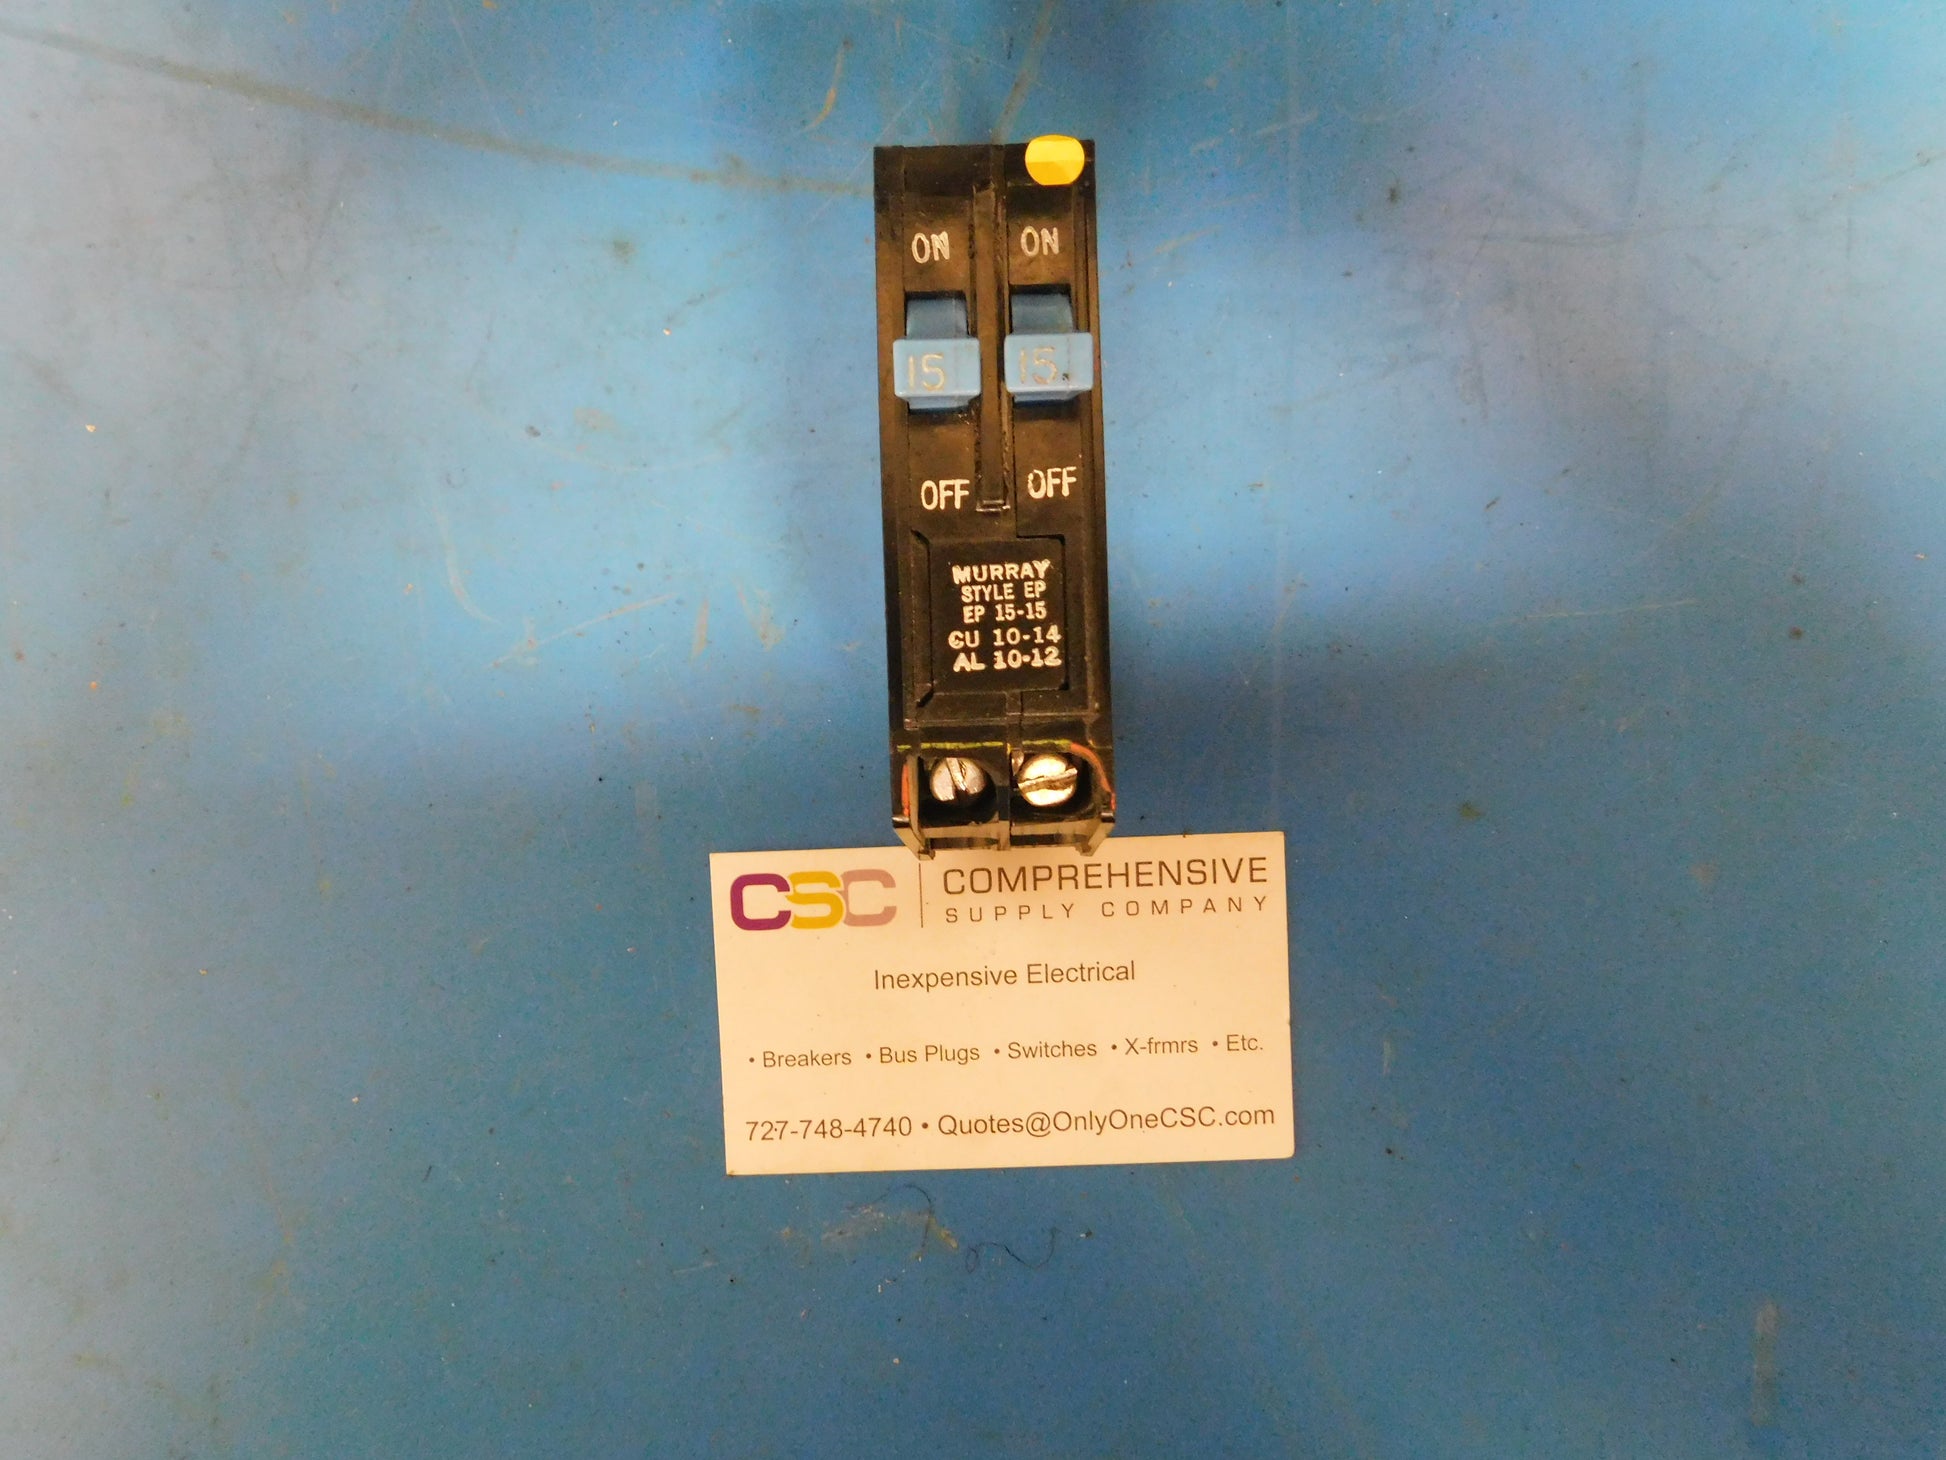 ON ON
15 15
OFF OFF
MURRAY
STYLE EP
EP 15-15
CU 10-14
AL 10-12
CSC COMPREHENSIVE
SUPPLY COMPANY
Inexpensive Electrical
• Breakers • Bus Plugs • Switches • X-frmrs • Etc.
727-748-4740 • Quotes@OnlyOneCSC.com